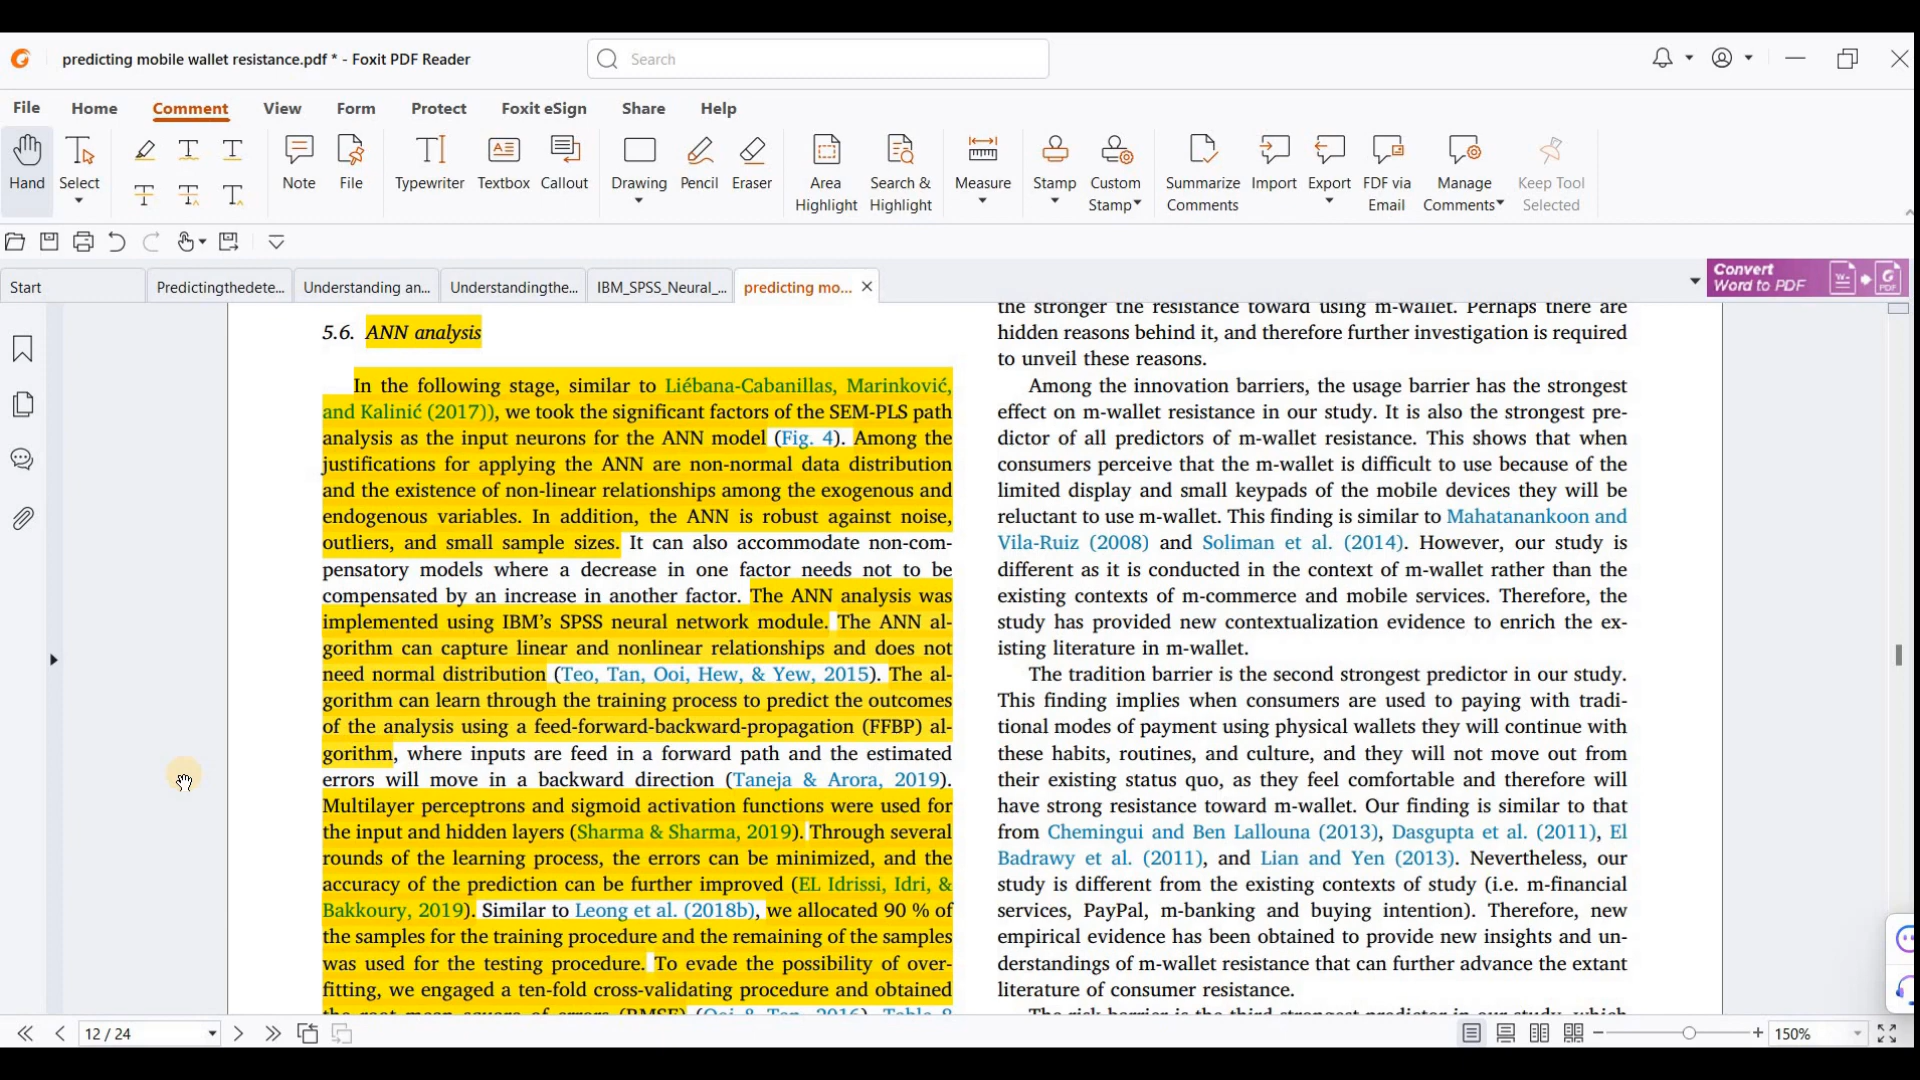 predicting mobile wallet resistance.pdf * - Foxit PDF Reader
Search
File Home Comment View Form Protect Foxit eSign Share Help
Hand
Select
Note
File
Typewriter
Textbox
Callout
Drawing
Pencil
Eraser
Area Highlight
Search & Highlight
Measure
Stamp
Custom Stamp
Summarize Comments
Import
Export
FDF via Email
Manage Comments
Keep Tool Selected
Start
Predictingthedete...
Understanding an...
Understandingthe...
IBM_SPSS_Neural_...
predicting mo...
Convert
Word to PDF
5.6. ANN analysis
In the following stage, similar to Liébana-Cabanillas, Marinković,
and Kalinić (2017)), we took the significant factors of the SEM-PLS path
analysis as the input neurons for the ANN model (Fig. 4). Among the
justifications for applying the ANN are non-normal data distribution
and the existence of non-linear relationships among the exogenous and
endogenous variables. In addition, the ANN is robust against noise,
outliers, and small sample sizes. It can also accommodate non-com-
pensatory models where a decrease in one factor needs not to be
compensated by an increase in another factor. The ANN analysis was
implemented using IBM's SPSS neural network module. The ANN al-
gorithm can capture linear and nonlinear relationships and does not
need normal distribution (Teo, Tan, Ooi, Hew, & Yew, 2015). The al-
gorithm can learn through the training process to predict the outcomes
of the analysis using a feed-forward-backward-propagation (FFBP) al-
gorithm, where inputs are feed in a forward path and the estimated
errors will move in a backward direction (Taneja & Arora, 2019).
Multilayer perceptrons and sigmoid activation functions were used for
the input and hidden layers (Sharma & Sharma, 2019). Through several
rounds of the learning process, the errors can be minimized, and the
accuracy of the prediction can be further improved (EL Idrissi, Idri, &
Bakkoury, 2019). Similar to Leong et al. (2018b), we allocated 90 % of
the samples for the training procedure and the remaining of the samples
was used for the testing procedure. To evade the possibility of over-
fitting, we engaged a ten-fold cross-validating procedure and obtained
the root mean square of errors (RMSE) (Ooi & Tan, 2016). Table 8
the stronger the resistance toward using m-wallet. Perhaps there are
hidden reasons behind it, and therefore further investigation is required
to unveil these reasons.
Among the innovation barriers, the usage barrier has the strongest
effect on m-wallet resistance in our study. It is also the strongest pre-
dictor of all predictors of m-wallet resistance. This shows that when
consumers perceive that the m-wallet is difficult to use because of the
limited display and small keypads of the mobile devices they will be
reluctant to use m-wallet. This finding is similar to Mahatanankoon and
Vila-Ruiz (2008) and Soliman et al. (2014). However, our study is
different as it is conducted in the context of m-wallet rather than the
existing contexts of m-commerce and mobile services. Therefore, the
study has provided new contextualization evidence to enrich the ex-
isting literature in m-wallet.
The tradition barrier is the second strongest predictor in our study.
This finding implies when consumers are used to paying with tradi-
tional modes of payment using physical wallets they will continue with
these habits, routines, and culture, and they will not move out from
their existing status quo, as they feel comfortable and therefore will
have strong resistance toward m-wallet. Our finding is similar to that
from Chemingui and Ben Lallouna (2013), Dasgupta et al. (2011), El
Badrawy et al. (2011), and Lian and Yen (2013). Nevertheless, our
study is different from the existing contexts of study (i.e. m-financial
services, PayPal, m-banking and buying intention). Therefore, new
empirical evidence has been obtained to provide new insights and un-
derstandings of m-wallet resistance that can further advance the extant
literature of consumer resistance.
The risk barrier is the third strongest predictor in our study, which
12 / 24
150%